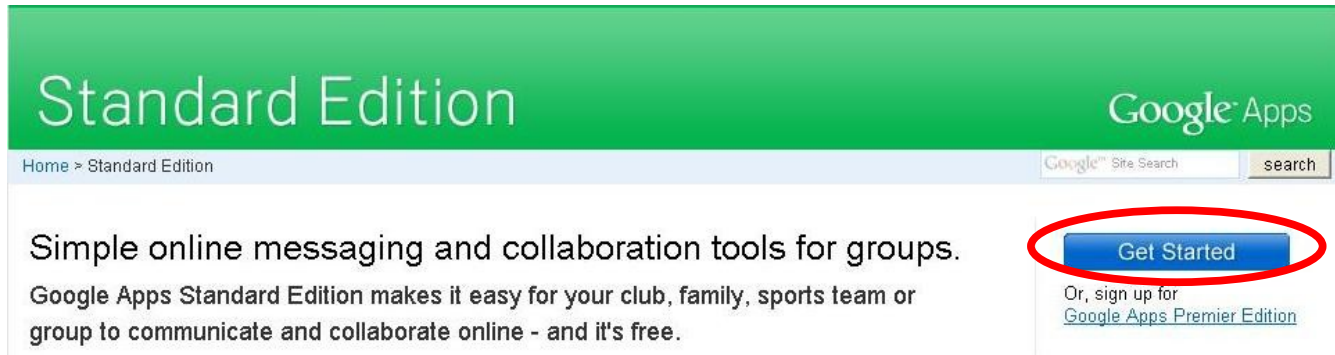 Standard Edition
Google Apps
Home > Standard Edition
Google™ Site Search
search
Simple online messaging and collaboration tools for groups.
Google Apps Standard Edition makes it easy for your club, family, sports team or
group to communicate and collaborate online - and it's free.
Get Started
Or, sign up for
Google Apps Premier Edition